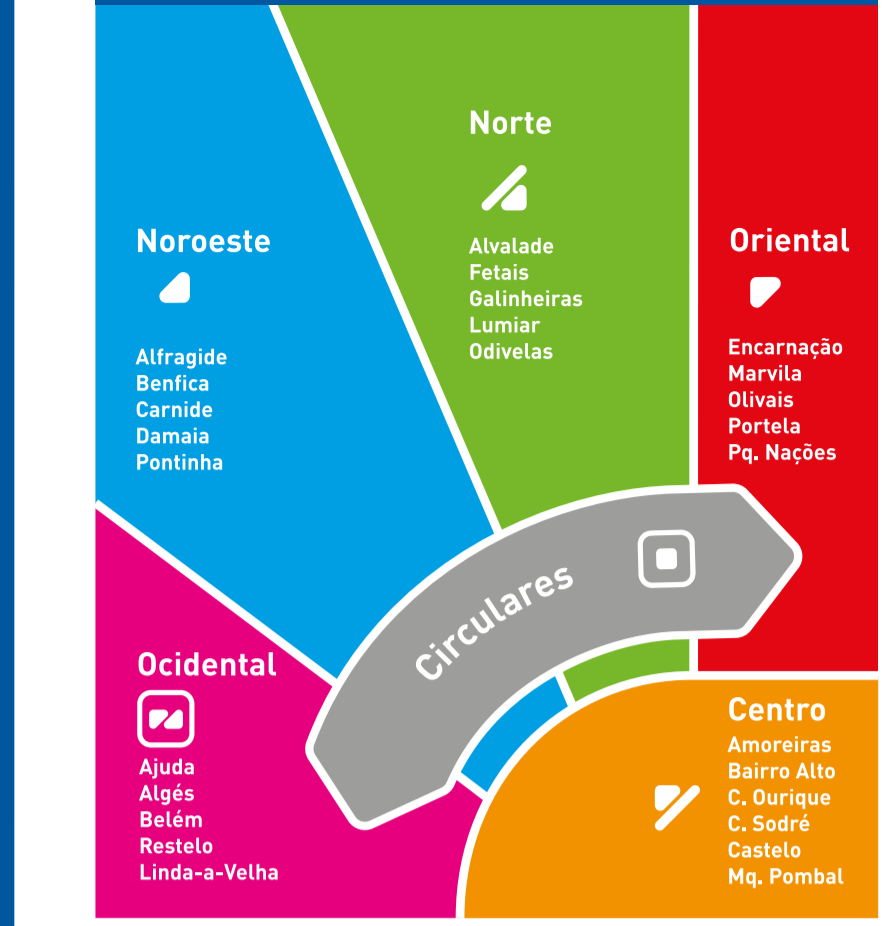 Norte
Alvalade
Fetais
Galinheiras
Lumiar
Odivelas
Noroeste
Alfragide
Benfica
Carnide
Damaia
Pontinha
Oriental
Encarnação
Marvila
Olivais
Portela
Pq. Nações
Circulares
Ocidental
Ajuda
Algés
Belém
Restelo
Linda-a-Velha
Centro
Amoreiras
Bairro Alto
C. Ourique
C. Sodré
Castelo
Mq. Pombal